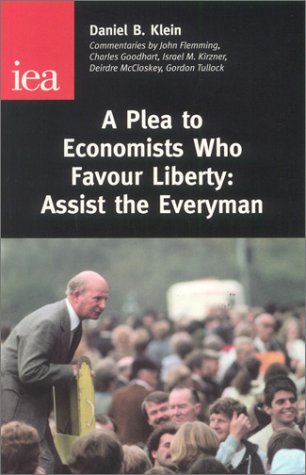 iea
Daniel B. Klein
Commentaries by John Flemming,
Charles Goodhart, Israel M. Kirzner,
Deirdre McCloskey, Gordon Tullock
A Plea to
Economists Who
Favour Liberty:
Assist the Everyman